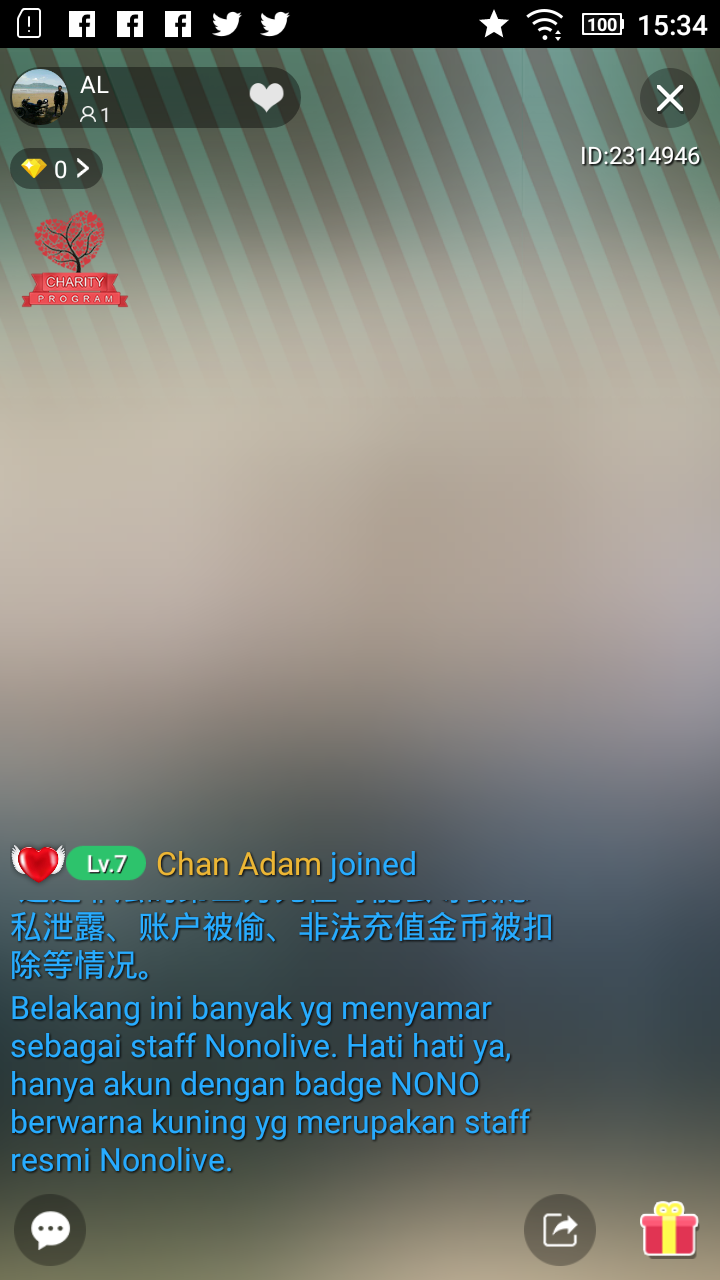 100 15:34
AL
1
0
ID:2314946
CHARITY
PROGRAM
Lv.7 Chan Adam joined
私泄露、账户被偷、非法充值金币被扣
除等情况。
Belakang ini banyak yg menyamar
sebagai staff Nonolive. Hati hati ya,
hanya akun dengan badge NONO
berwarna kuning yg merupakan staff
resmi Nonolive.